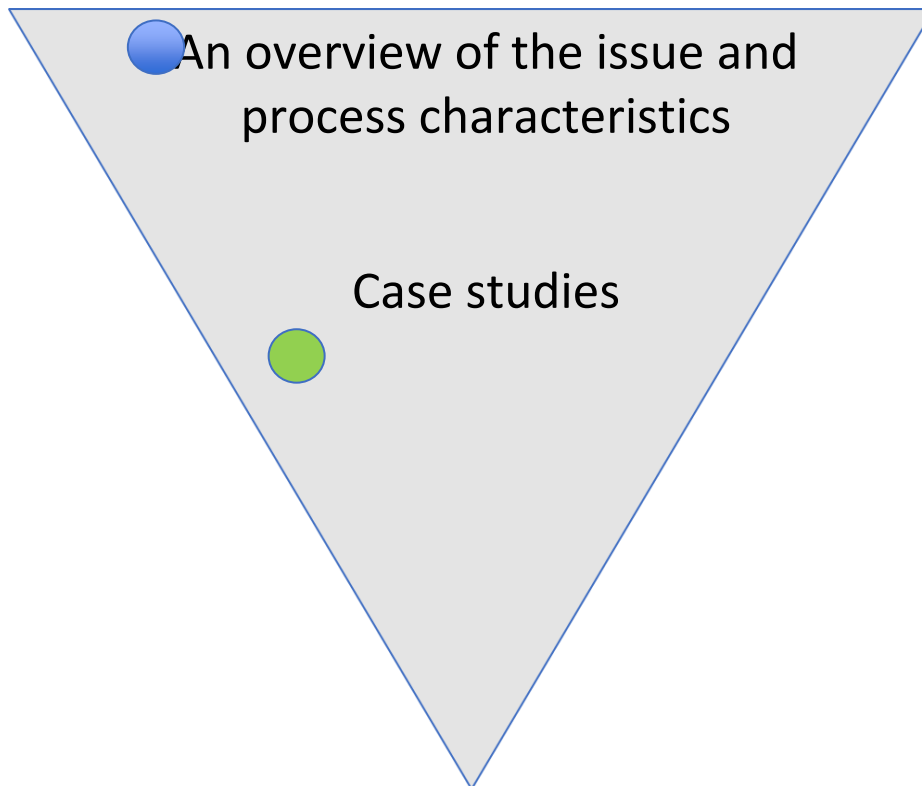 An overview of the issue and
process characteristics
Case studies